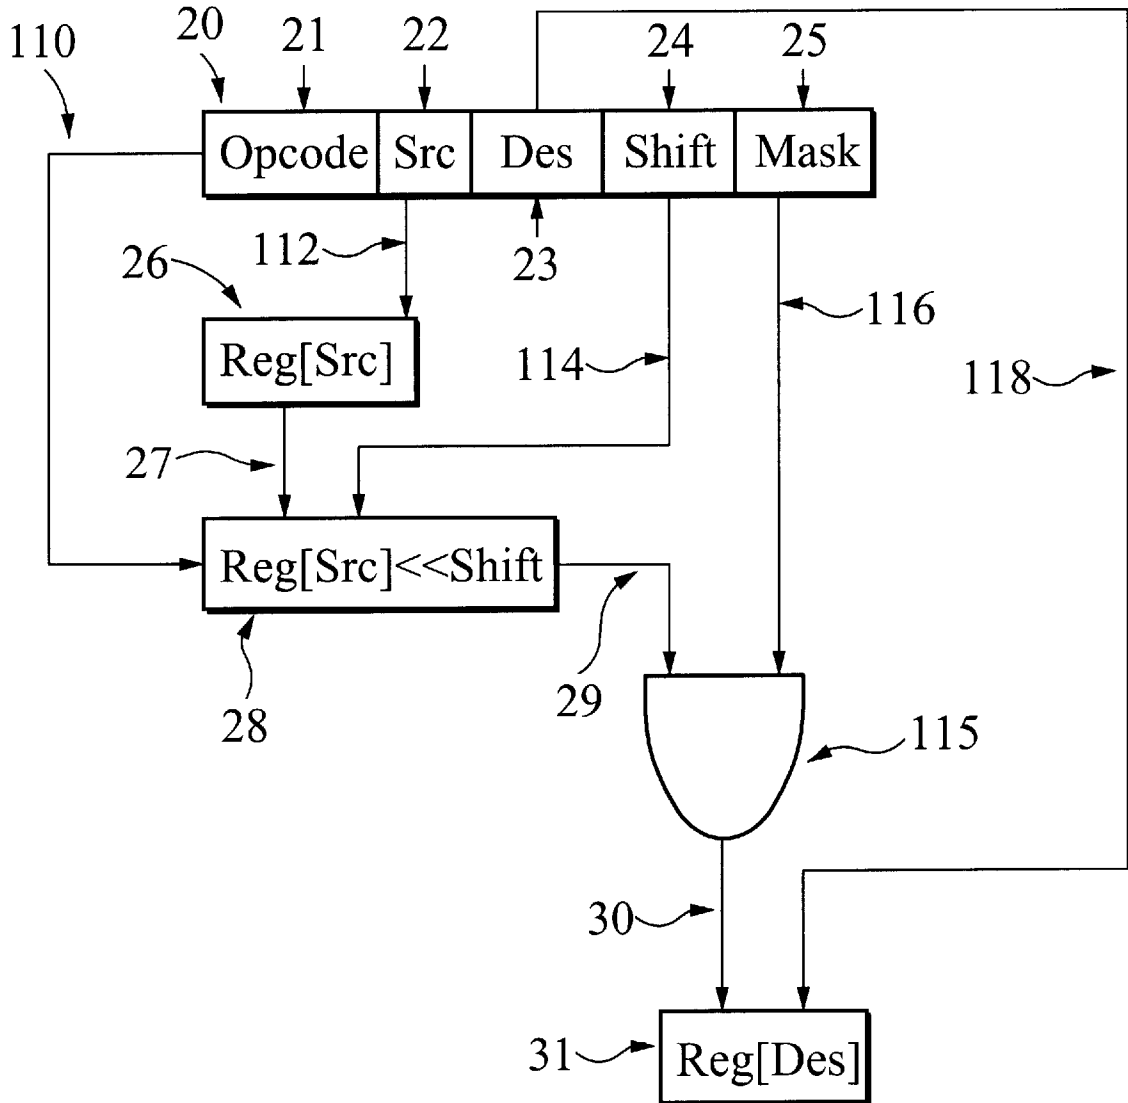 110 20 21 22 24 25
Opcode Src Des Shift Mask
112 23
26
116
Reg[Src] 114 118
27
Reg[Src]<<Shift
28 29
115
30
31 Reg[Des]